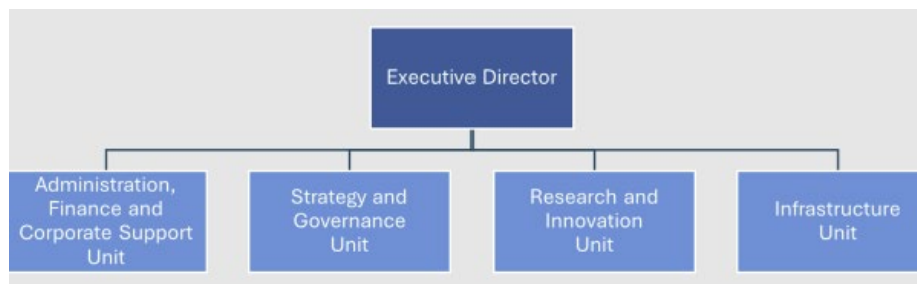 Executive Director
Administration,
Finance and
Corporate Support
Unit
Strategy and
Governance
Unit
Research and
Innovation
Unit
Infrastructure
Unit